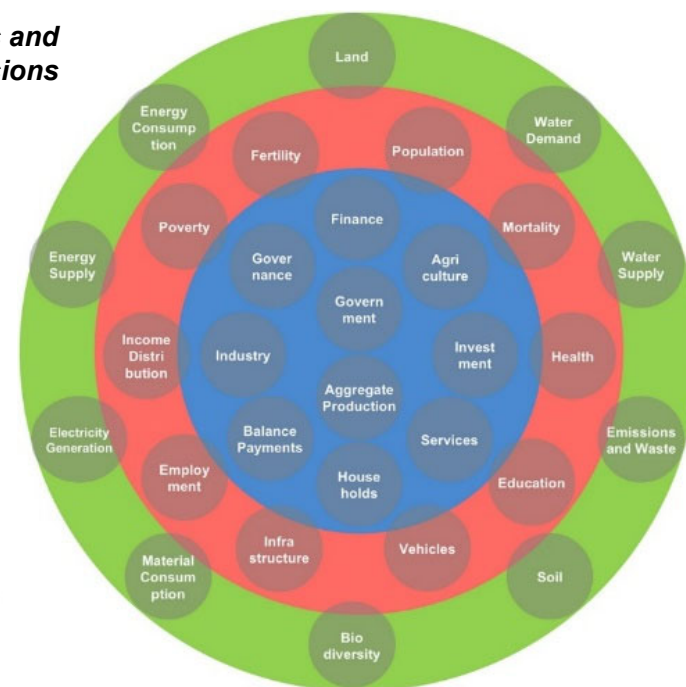 and
sions
Land
Energy
Consump
tion
Water
Demand
Fertility
Population
Poverty
Finance
Mortality
Energy
Supply
Gover
nance
Agri
culture
Water
Supply
Govern
ment
Income
Distri
bution
Industry
Invest
ment
Health
Aggregate
Production
Electricity
Generation
Balance
Payments
Services
Emissions
and Waste
Employ
ment
House
holds
Education
Infra
structure
Vehicles
Material
Consum
ption
Soil
Bio
diversity